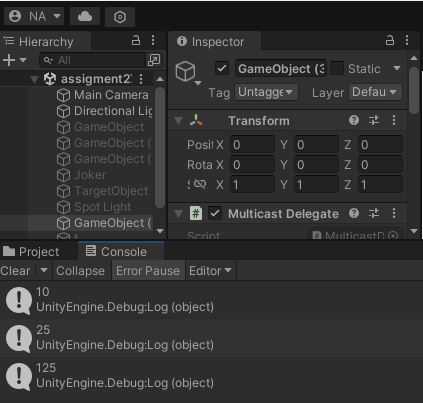 NA
Hierarchy
All
assigment2
Main Camera
Directional Lig
GameObject
GameObject (
GameObject (
Joker
TargetObject
Spot Light
GameObject (
Inspector
GameObject (3
Static
Tag Untagge
Layer Defau
Transform
Posit X 0 Y 0 Z 0
Rota X 0 Y 0 Z 0
X 1 Y 1 Z 1
# Multicast Delegate
Script MulticastD
Project
Console
Clear Collapse Error Pause Editor
10
UnityEngine.Debug:Log (object)
25
UnityEngine.Debug:Log (object)
125
UnityEngine.Debug:Log (object)